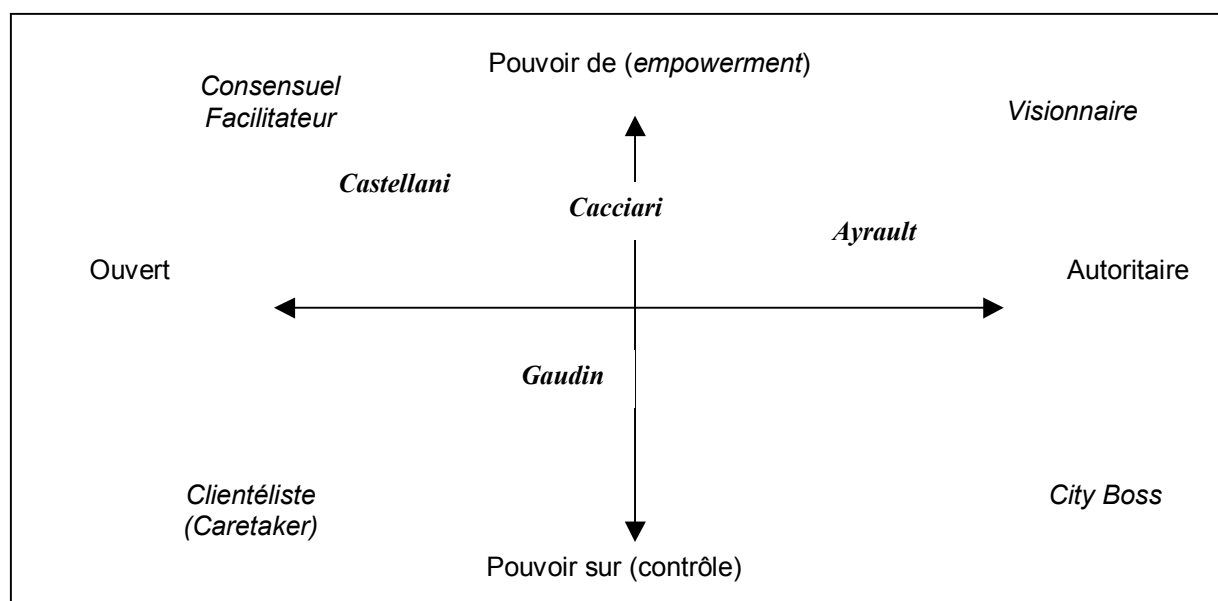 Pouvoir de (empowerment)
Consensuel
Facilitateur
Visionnaire
Castellani
Cacciari
Ayrault
Ouvert
Autoritaire
Gaudin
Clientéliste
(Caretaker)
City Boss
Pouvoir sur (contrôle)